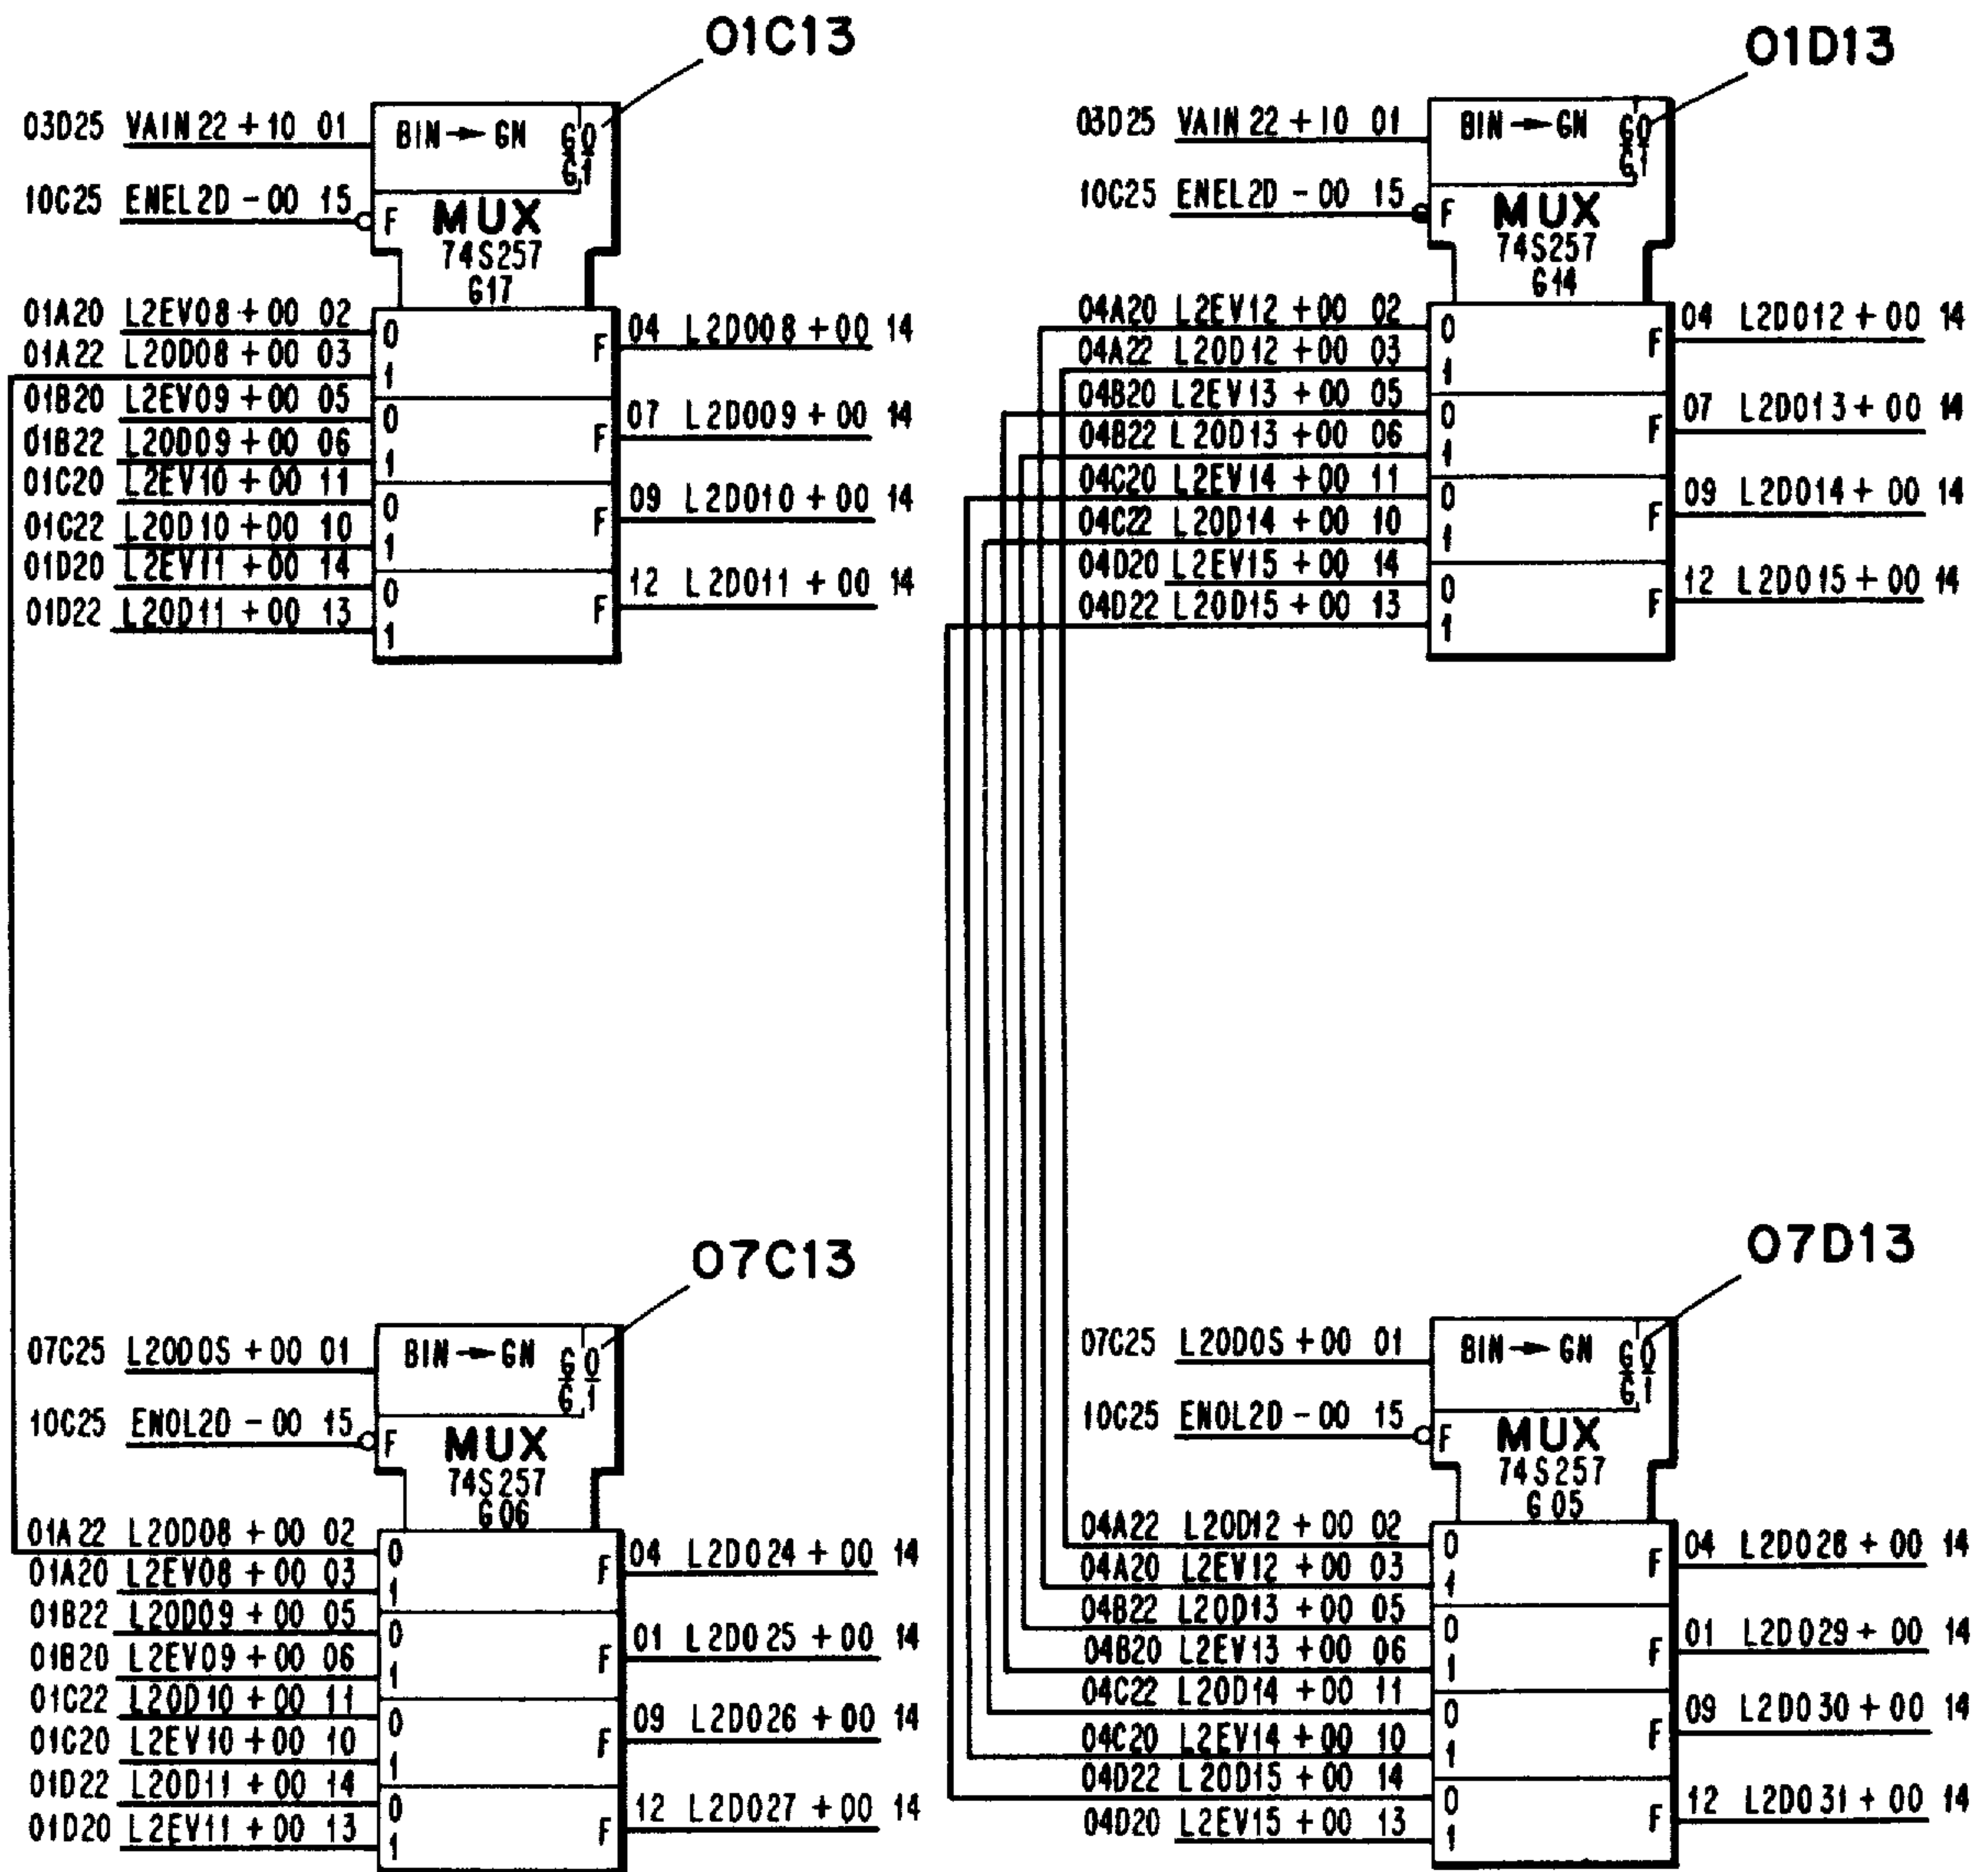 01C13
03D25 VAIN 22 + 10 01
BIN → GN G0
G1
10C25 ENEL2D - 00 15
F
MUX
74S257
G17
01A20 L2EV08 + 00 02 0
01A22 L20D08 + 00 03 1
F 04 L2D008 + 00 14
01B20 L2EV09 + 00 05 0
01B22 L20D09 + 00 06 1
F 07 L2D009 + 00 14
01C20 L2EV10 + 00 11 0
01C22 L20D10 + 00 10 1
F 09 L2D010 + 00 14
01D20 L2EV11 + 00 14 0
01D22 L20D11 + 00 13 1
F 12 L2D011 + 00 14
01D13
03D25 VAIN 22 + 10 01
BIN → GN G0
G1
10C25 ENEL2D - 00 15
F
MUX
74S257
G14
04A20 L2EV12 + 00 02 0
04A22 L20D12 + 00 03 1
F 04 L2D012 + 00 14
04B20 L2EV13 + 00 05 0
04B22 L20D13 + 00 06 1
F 07 L2D013 + 00 14
04C20 L2EV14 + 00 11 0
04C22 L20D14 + 00 10 1
F 09 L2D014 + 00 14
04D20 L2EV15 + 00 14 0
04D22 L20D15 + 00 13 1
F 12 L2D015 + 00 14
07C13
07C25 L20D0S + 00 01
BIN → GN G0
G1
10C25 ENOL2D - 00 15
F
MUX
74S257
G06
01A22 L20D08 + 00 02 0
01A20 L2EV08 + 00 03 1
F 04 L2D024 + 00 14
01B22 L20D09 + 00 05 0
01B20 L2EV09 + 00 06 1
F 01 L2D025 + 00 14
01C22 L20D10 + 00 11 0
01C20 L2EV10 + 00 10 1
F 09 L2D026 + 00 14
01D22 L20D11 + 00 14 0
01D20 L2EV11 + 00 13 1
F 12 L2D027 + 00 14
07D13
07C25 L20D0S + 00 01
BIN → GN G0
G1
10C25 ENOL2D - 00 15
F
MUX
74S257
G05
04A22 L20D12 + 00 02 0
04A20 L2EV12 + 00 03 1
F 04 L2D028 + 00 14
04B22 L20D13 + 00 05 0
04B20 L2EV13 + 00 06 1
F 01 L2D029 + 00 14
04C22 L20D14 + 00 11 0
04C20 L2EV14 + 00 10 1
F 09 L2D030 + 00 14
04D22 L20D15 + 00 14 0
04D20 L2EV15 + 00 13 1
F 12 L2D031 + 00 14